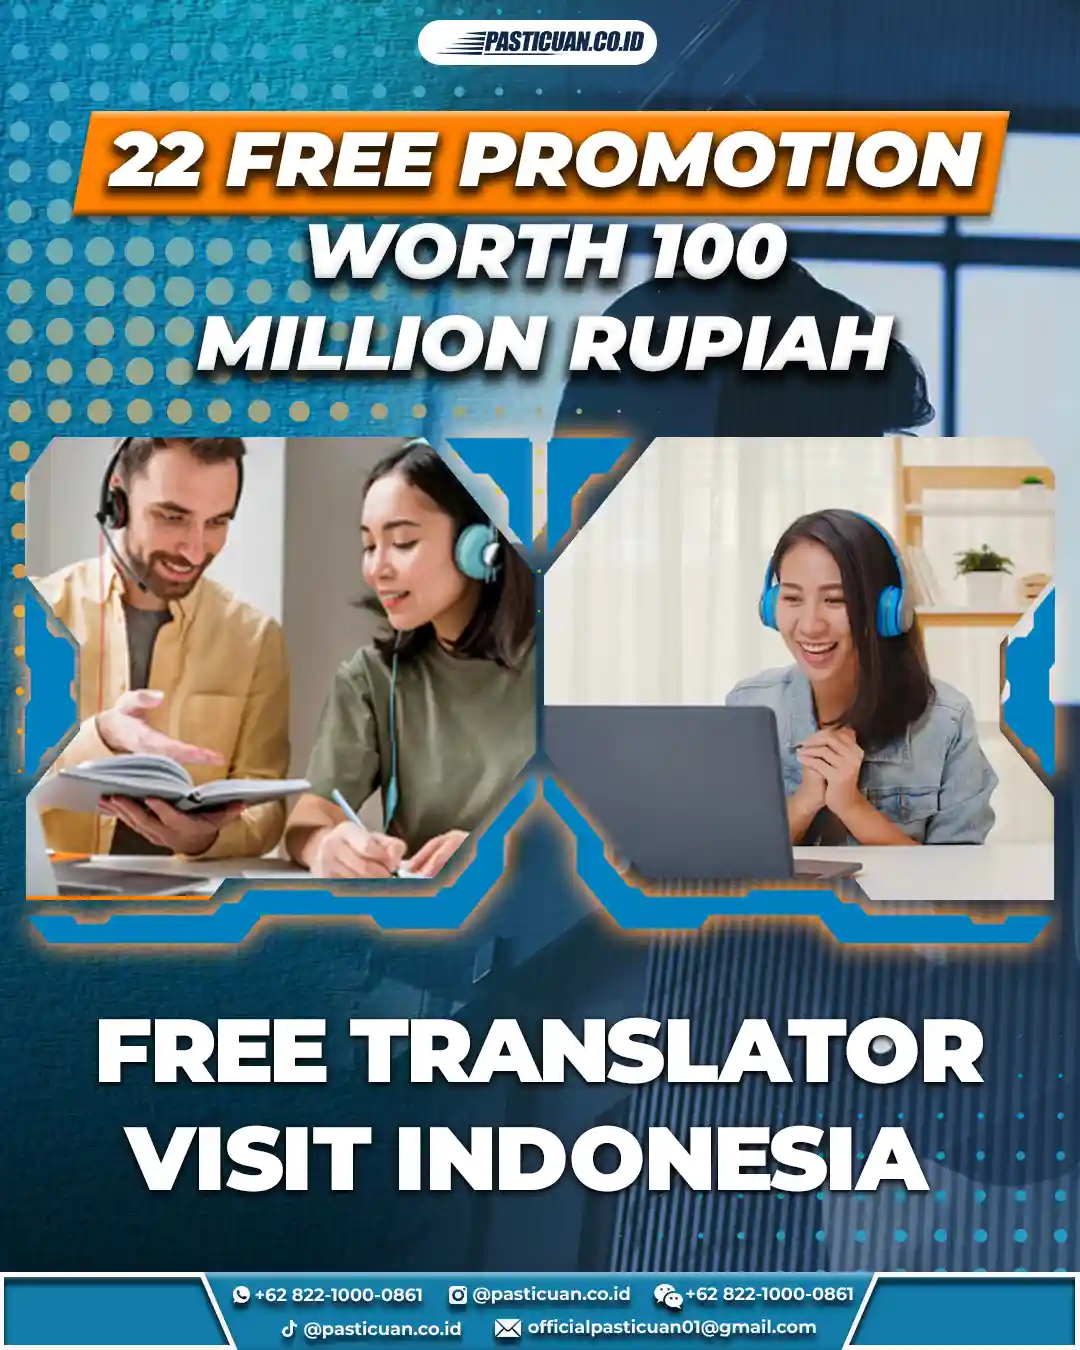 PASTICUAN.CO.ID
22 FREE PROMOTION
WORTH 100
MILLION RUPIAH
FREE TRANSLATOR
VISIT INDONESIA
+62 822-1000-0861 @pasticuan.co.id +62 822-1000-0861
@pasticuan.co.id officialpasticuan01@gmail.com